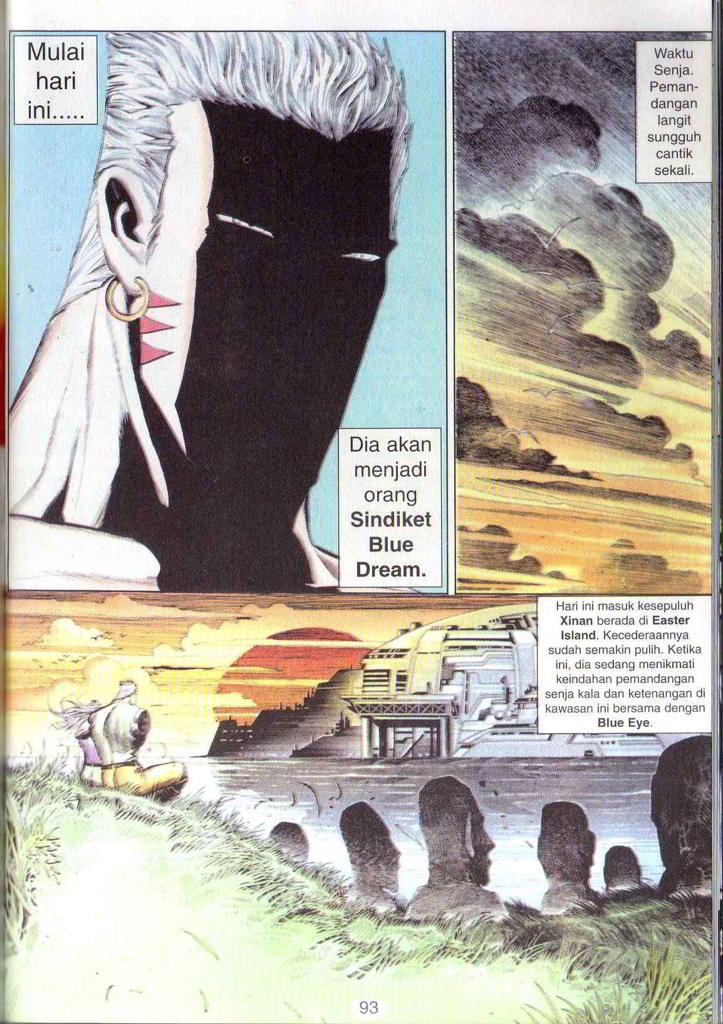 Mulai
hari
ini.....
Dia akan
menjadi
orang
Sindiket
Blue
Dream.
Waktu
Senja.
Peman-
dangan
langit
sungguh
cantik
sekali.
Hari ini masuk kesepuluh
Xinan berada di Easter
Island. Kecederaannya
sudah semakin pulih. Ketika
ini, dia sedang menikmati
keindahan pemandangan
senja kala dan ketenangan di
kawasan ini bersama dengan
Blue Eye.
93